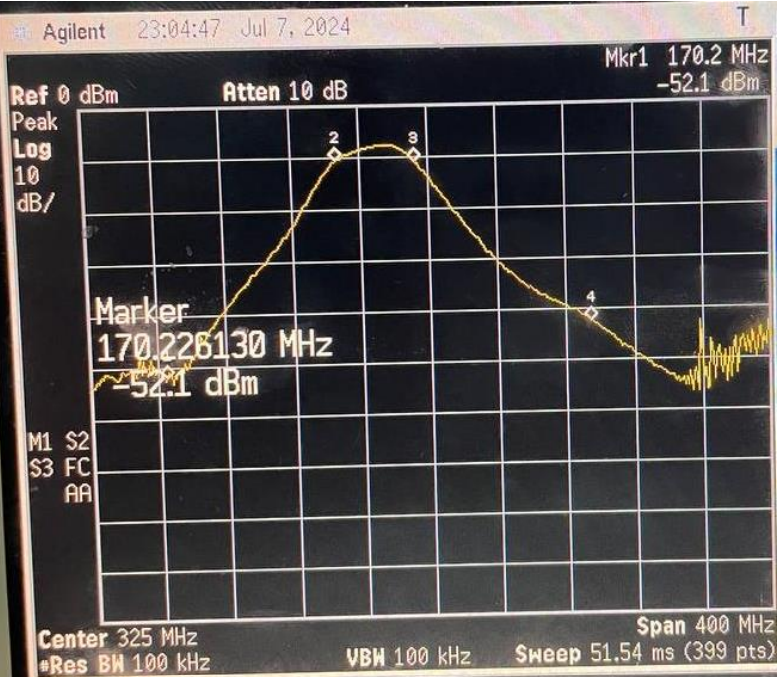 Agilent 23:04:47 Jul 7, 2024
T
Mkr1 170.2 MHz
Ref 0 dBm Atten 10 dB -52.1 dBm
Peak
Log
10
dB/
2 3
4
Marker
170.226130 MHz
-52.1 dBm
M1 S2
S3 FC
AA
Center 325 MHz Span 400 MHz
#Res BW 100 kHz VBW 100 kHz Sweep 51.54 ms (399 pts)